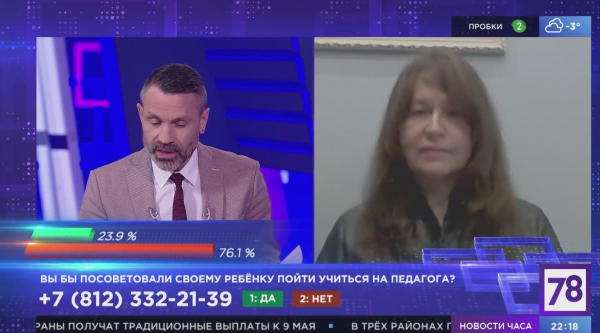 ПРОБКИ 2 -3°
23.9 %
76.1 %
ВЫ БЫ ПОСОВЕТОВАЛИ СВОЕМУ РЕБЁНКУ ПОЙТИ УЧИТЬСЯ НА ПЕДАГОГА?
+7 (812) 332-21-39 1: ДА 2: НЕТ
78
РАНЫ ПОЛУЧАТ ТРАДИЦИОННЫЕ ВЫПЛАТЫ К 9 МАЯ В ТРЁХ РАЙОНАХ НОВОСТИ ЧАСА 22:18